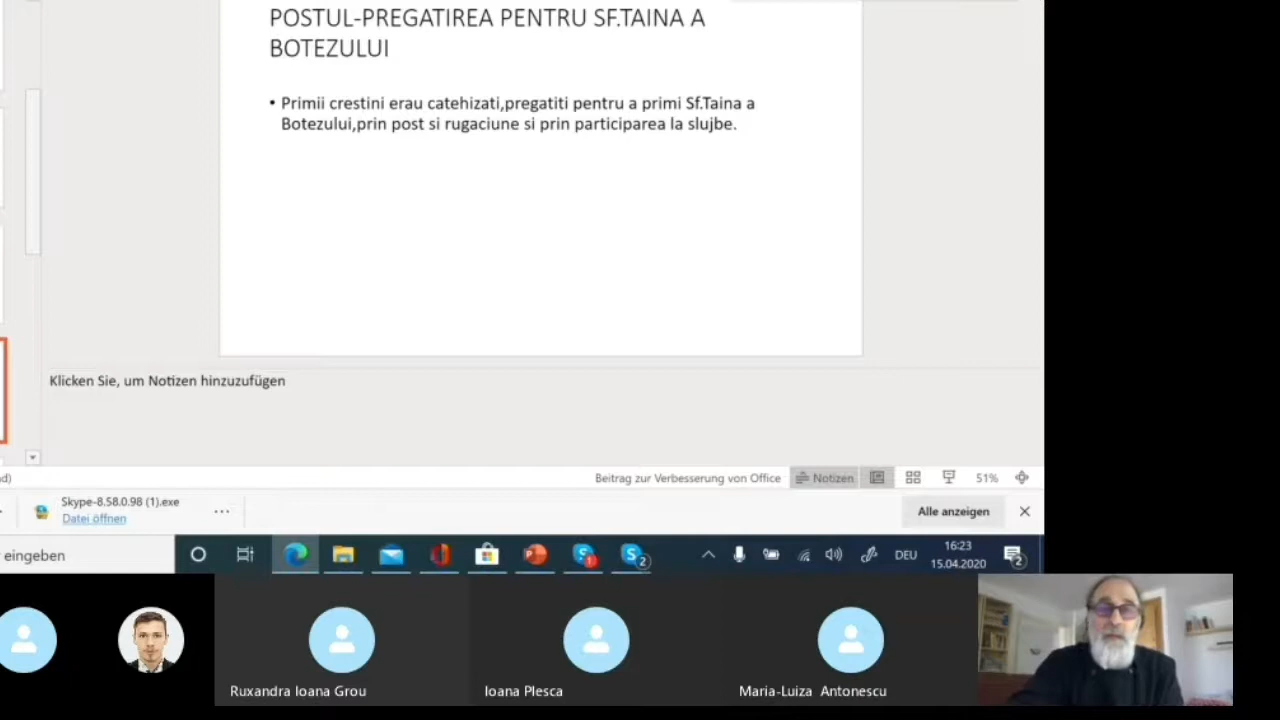 POSTUL-PREGATIREA PENTRU SF.TAINA A
BOTEZULUI
• Primii crestini erau catehizati,pregatiti pentru a primi Sf.Taina a
Botezului,prin post si rugaciune si prin participarea la slujbe.
Klicken Sie, um Notizen hinzuzufügen
Beitrag zur Verbesserung von Office
Notizen
51%
Skype-8.58.0.98 (1).exe
Datei öffnen
...
Alle anzeigen
eingeben
2
DEU
16:23
15.04.2020
2
Ruxandra Ioana Grou
Ioana Plesca
Maria-Luiza Antonescu